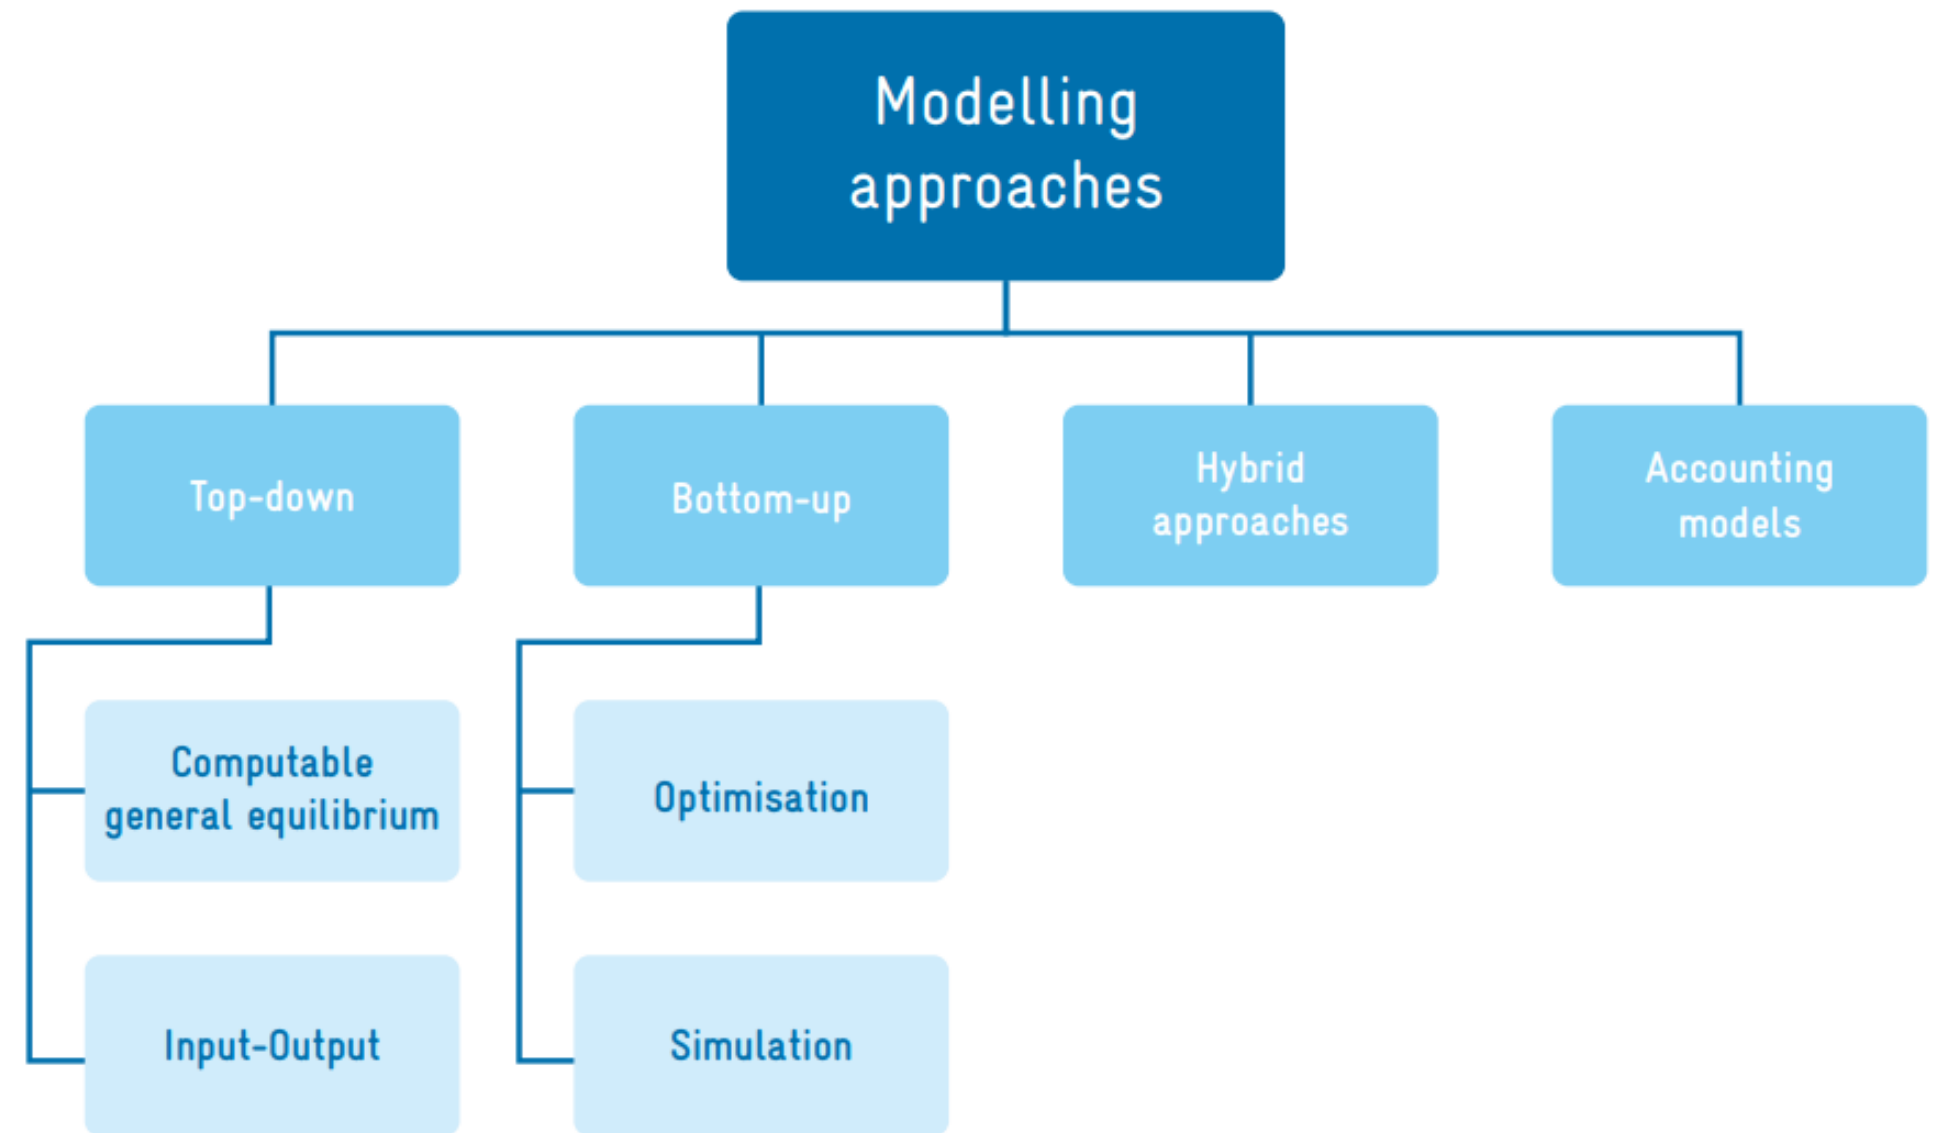 Modelling
approaches
Top-down
Bottom-up
Hybrid
approaches
Accounting
models
Computable
general equilibrium
Optimisation
Input-Output
Simulation